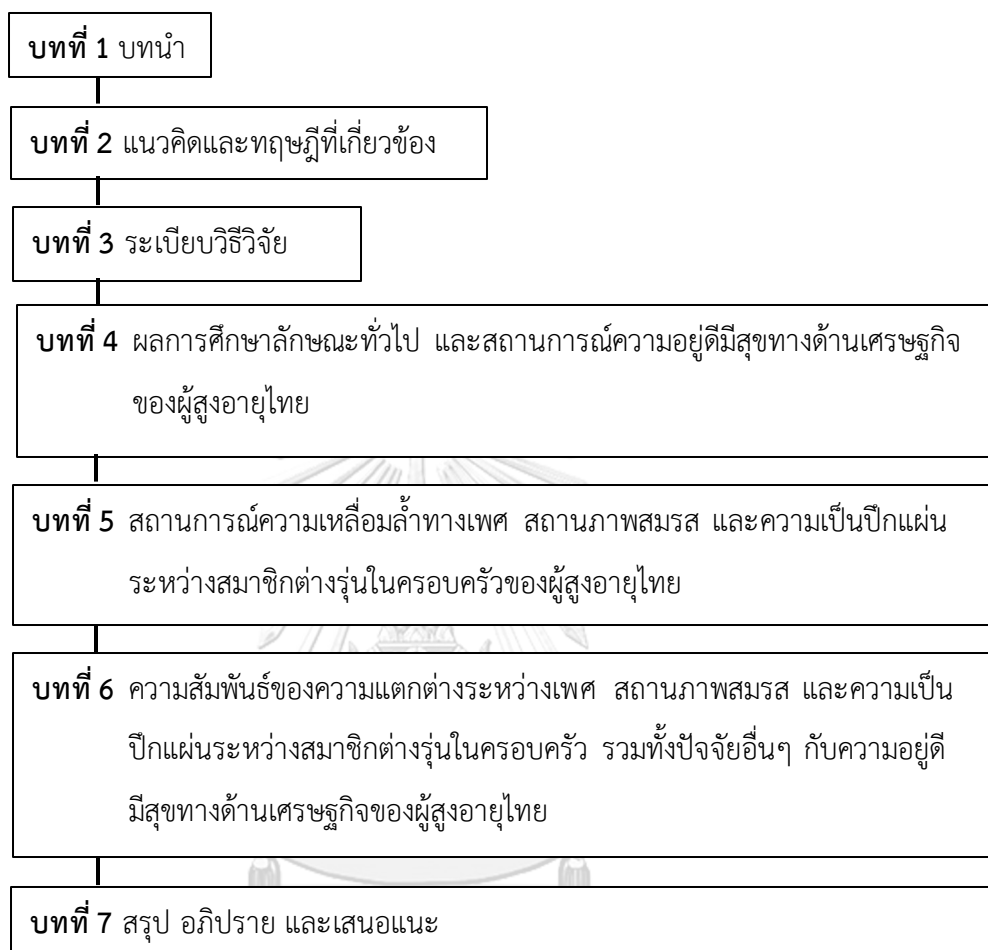 บทที่ 1 บทนำ
บทที่ 2 แนวคิดและทฤษฎีที่เกี่ยวข้อง
บทที่ 3 ระเบียบวิธีวิจัย
บทที่ 4 ผลการศึกษาลักษณะทั่วไป และสถานการณ์ความอยู่ดีมีสุขทางด้านเศรษฐกิจ
ของผู้สูงอายุไทย
บทที่ 5 สถานการณ์ความเหลื่อมล้ำทางเพศ สถานภาพสมรส และความเป็นปึกแผ่น
ระหว่างสมาชิกต่างรุ่นในครอบครัวของผู้สูงอายุไทย
บทที่ 6 ความสัมพันธ์ของความแตกต่างระหว่างเพศ สถานภาพสมรส และความเป็น
ปึกแผ่นระหว่างสมาชิกต่างรุ่นในครอบครัว รวมทั้งปัจจัยอื่นๆ กับความอยู่ดี
มีสุขทางด้านเศรษฐกิจของผู้สูงอายุไทย
บทที่ 7 สรุป อภิปราย และเสนอแนะ